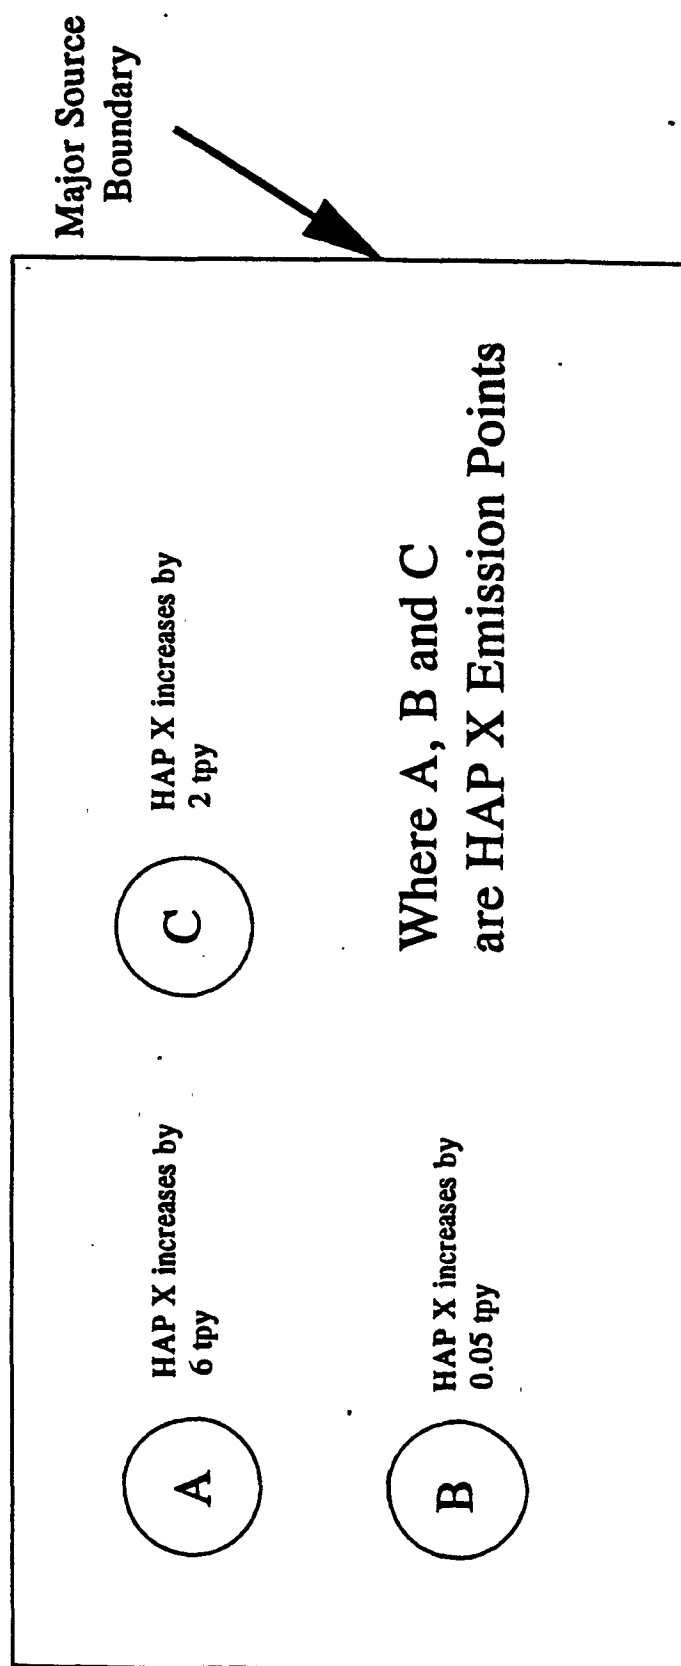 Major Source
Boundary
A
HAP X increases by
6 tpy
C
HAP X increases by
2 tpy
B
HAP X increases by
0.05 tpy
Where A, B and C
are HAP X Emission Points